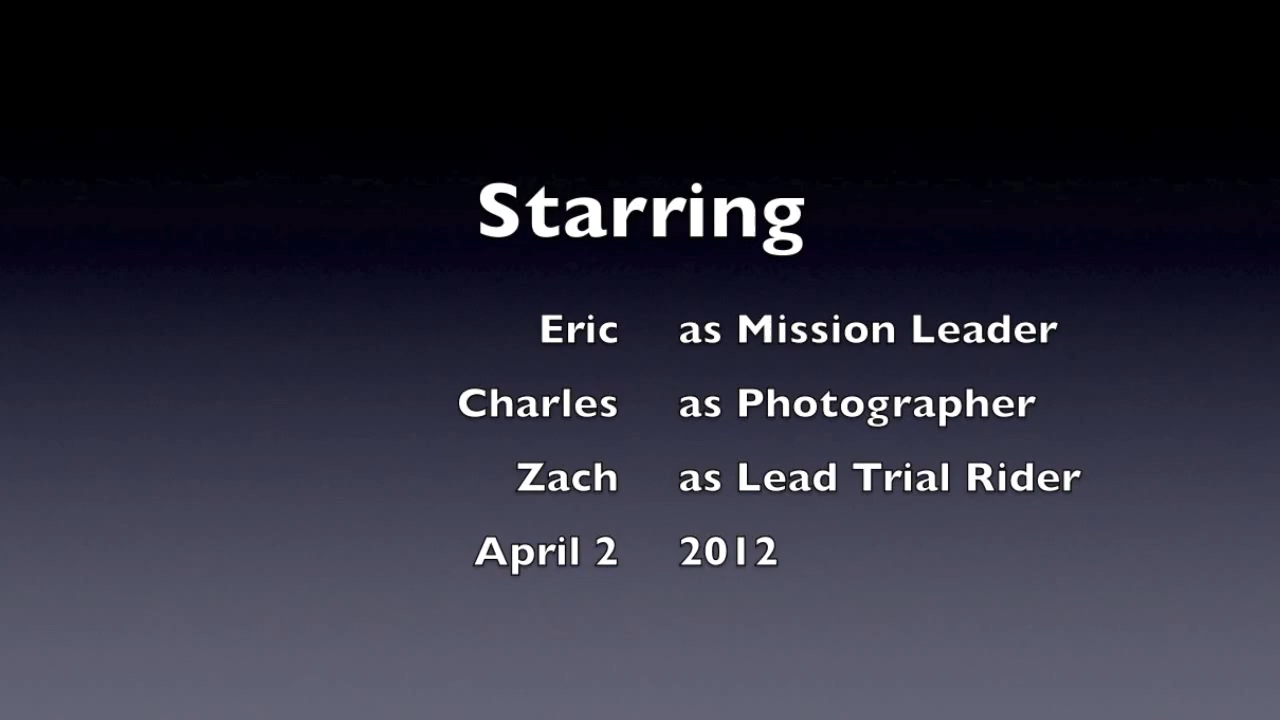 Starring
Eric as Mission Leader
Charles as Photographer
Zach as Lead Trial Rider
April 2 2012